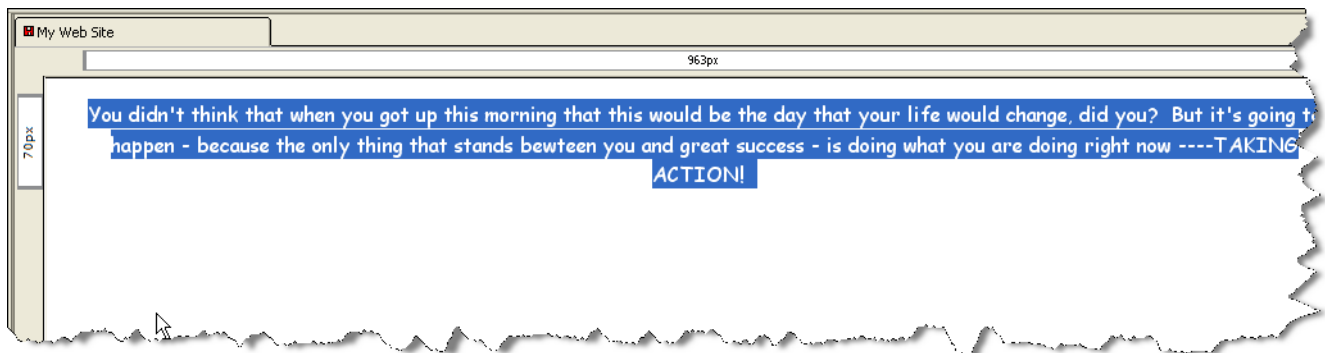 My Web Site
963px
70px
You didn't think that when you got up this morning that this would be the day that your life would change, did you?  But it's going to
happen - because the only thing that stands bewteen you and great success - is doing what you are doing right now ----TAKING
ACTION!